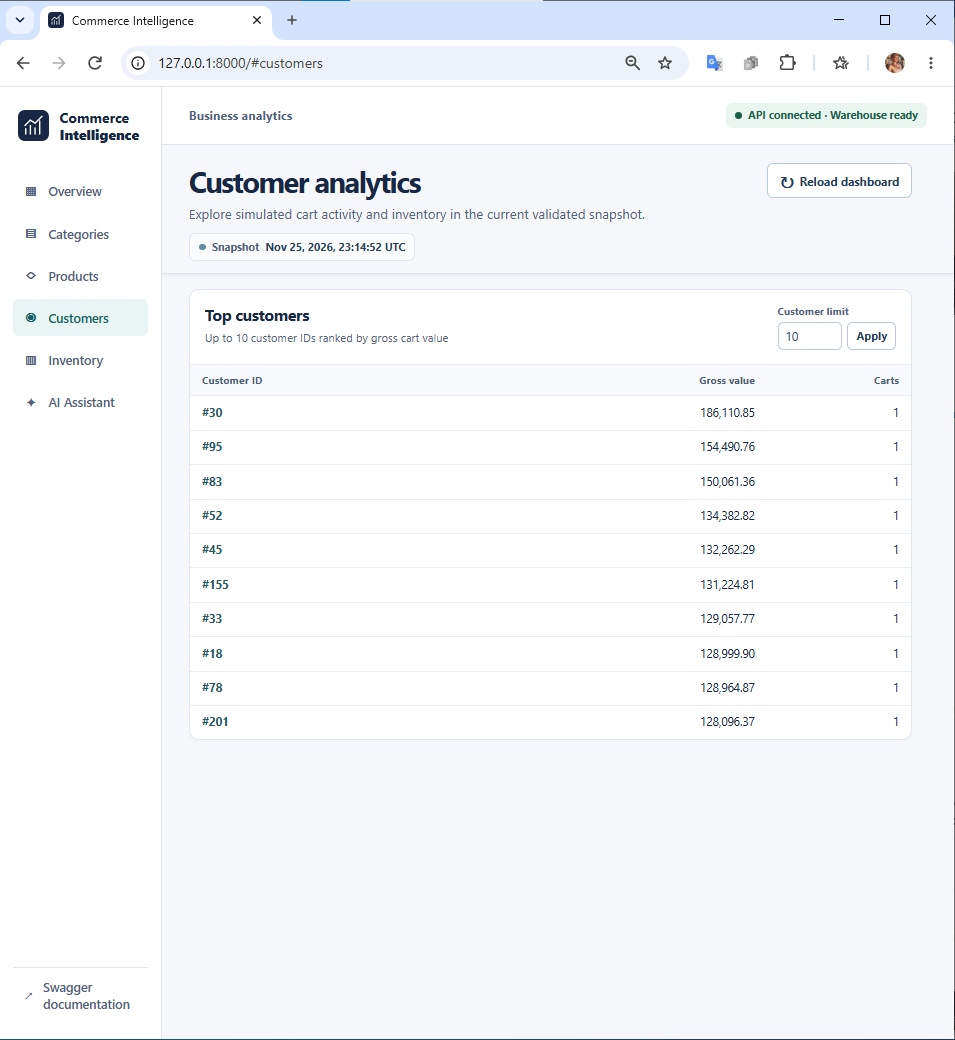 Commerce Intelligence
127.0.0.1:8000/#customers
Commerce
Intelligence
Business analytics
API connected · Warehouse ready
Overview
Categories
Products
Customers
Inventory
AI Assistant
Customer analytics
Reload dashboard
Explore simulated cart activity and inventory in the current validated snapshot.
Snapshot Nov 25, 2026, 23:14:52 UTC
Top customers
Up to 10 customer IDs ranked by gross cart value
Customer limit
10 Apply
Customer ID Gross value Carts
#30 186,110.85 1
#95 154,490.76 1
#83 150,061.36 1
#52 134,382.82 1
#45 132,262.29 1
#155 131,224.81 1
#33 129,057.77 1
#18 128,999.90 1
#78 128,964.87 1
#201 128,096.37 1
Swagger
documentation